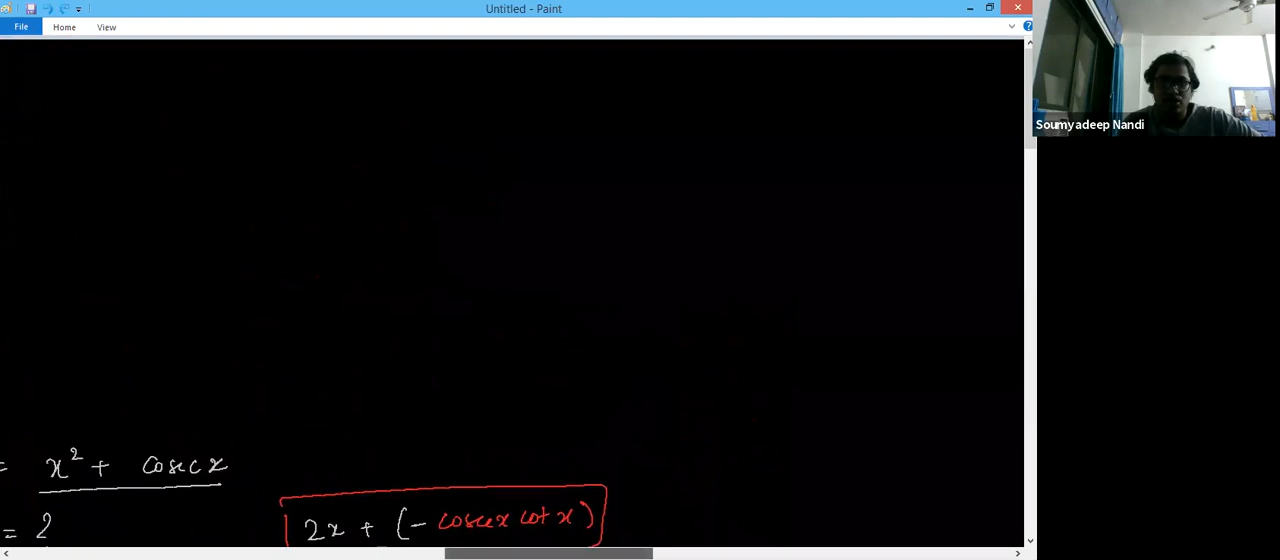 Untitled - Paint
File Home View
Soumyadeep Nandi
= x² + cosec x
= 2
2x + (- cosec x cot x)